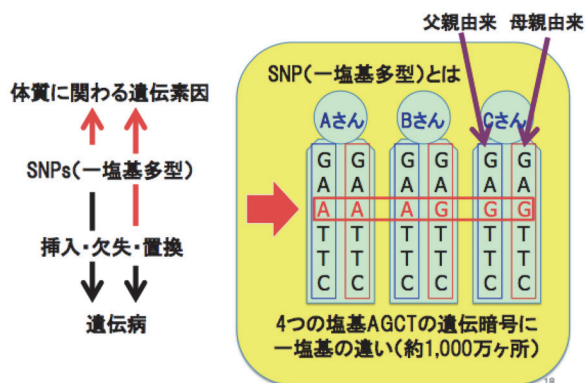 父親由来 母親由来
体質に関わる遺伝素因
SNPs(一塩基多型)
挿入・欠失・置換
遺伝病
SNP(一塩基多型)とは
Aさん Bさん Cさん
G G G G G G
A A A A A A
A A A G G G
T T T T T T
T T T T T T
C C C C C C
4つの塩基AGCTの遺伝暗号に
一塩基の違い(約1,000万ヶ所)
18